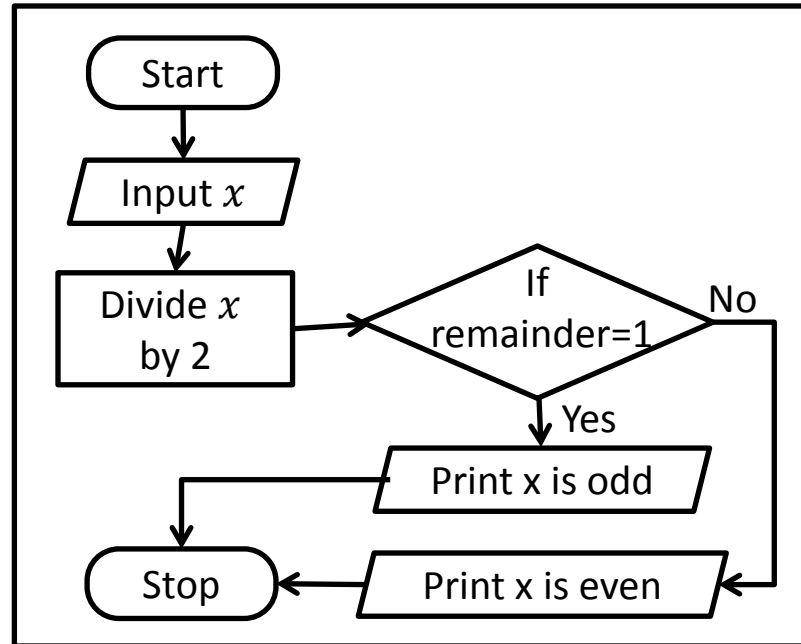 Start
Input 𝑥
Divide 𝑥
by 2
If
remainder=1
No
Yes
Print x is odd
Print x is even
Stop